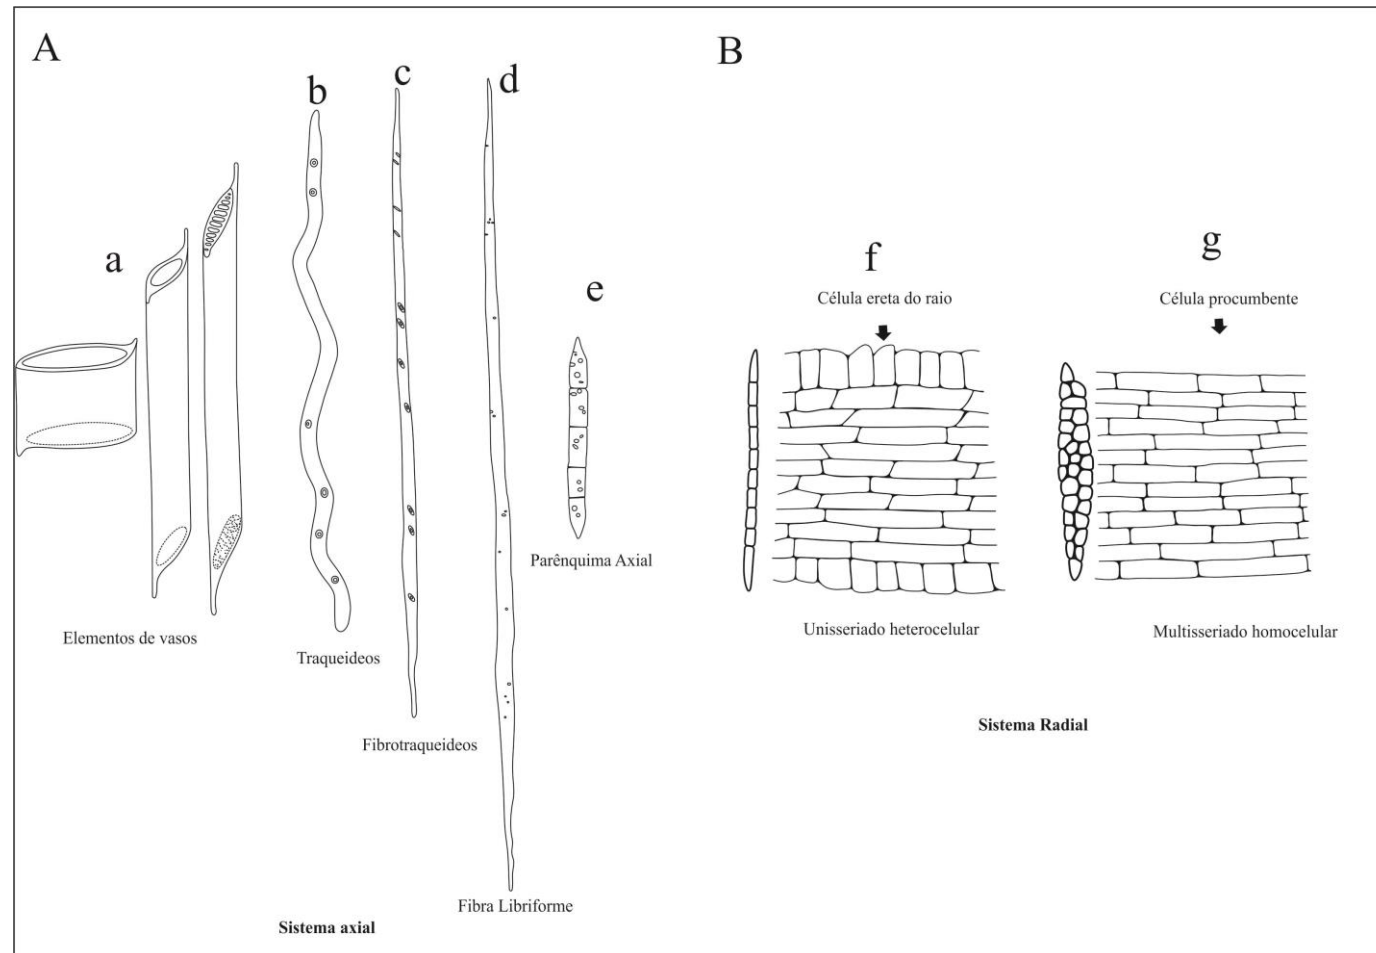 A
a
b
c
d
e
Elementos de vasos
Traqueideos
Fibrotraqueideos
Fibra Libriforme
Parênquima Axial
Sistema axial
B
f
Célula ereta do raio
g
Célula procumbente
Unisseriado heterocelular
Multisseriado homocelular
Sistema Radial